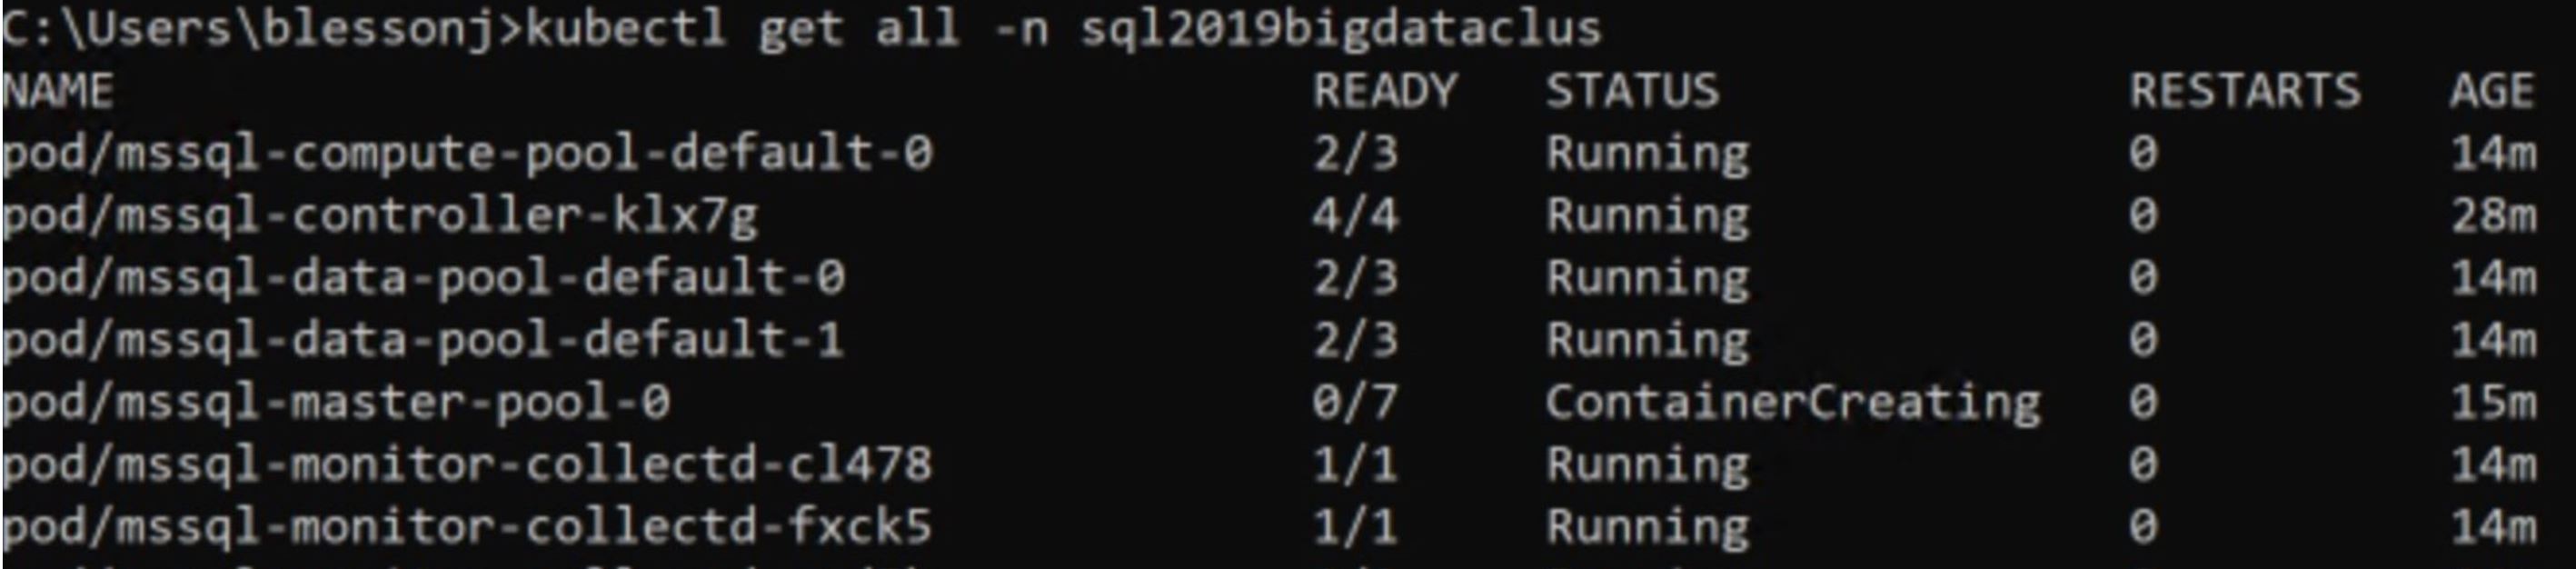 C:\Users\blessonj>kubectl get all -n sql2019bigdataclus
NAME READY STATUS RESTARTS AGE
pod/mssql-compute-pool-default-0 2/3 Running 0 14m
pod/mssql-controller-klx7g 4/4 Running 0 28m
pod/mssql-data-pool-default-0 2/3 Running 0 14m
pod/mssql-data-pool-default-1 2/3 Running 0 14m
pod/mssql-master-pool-0 0/7 ContainerCreating 0 15m
pod/mssql-monitor-collectd-cl478 1/1 Running 0 14m
pod/mssql-monitor-collectd-fxck5 1/1 Running 0 14m